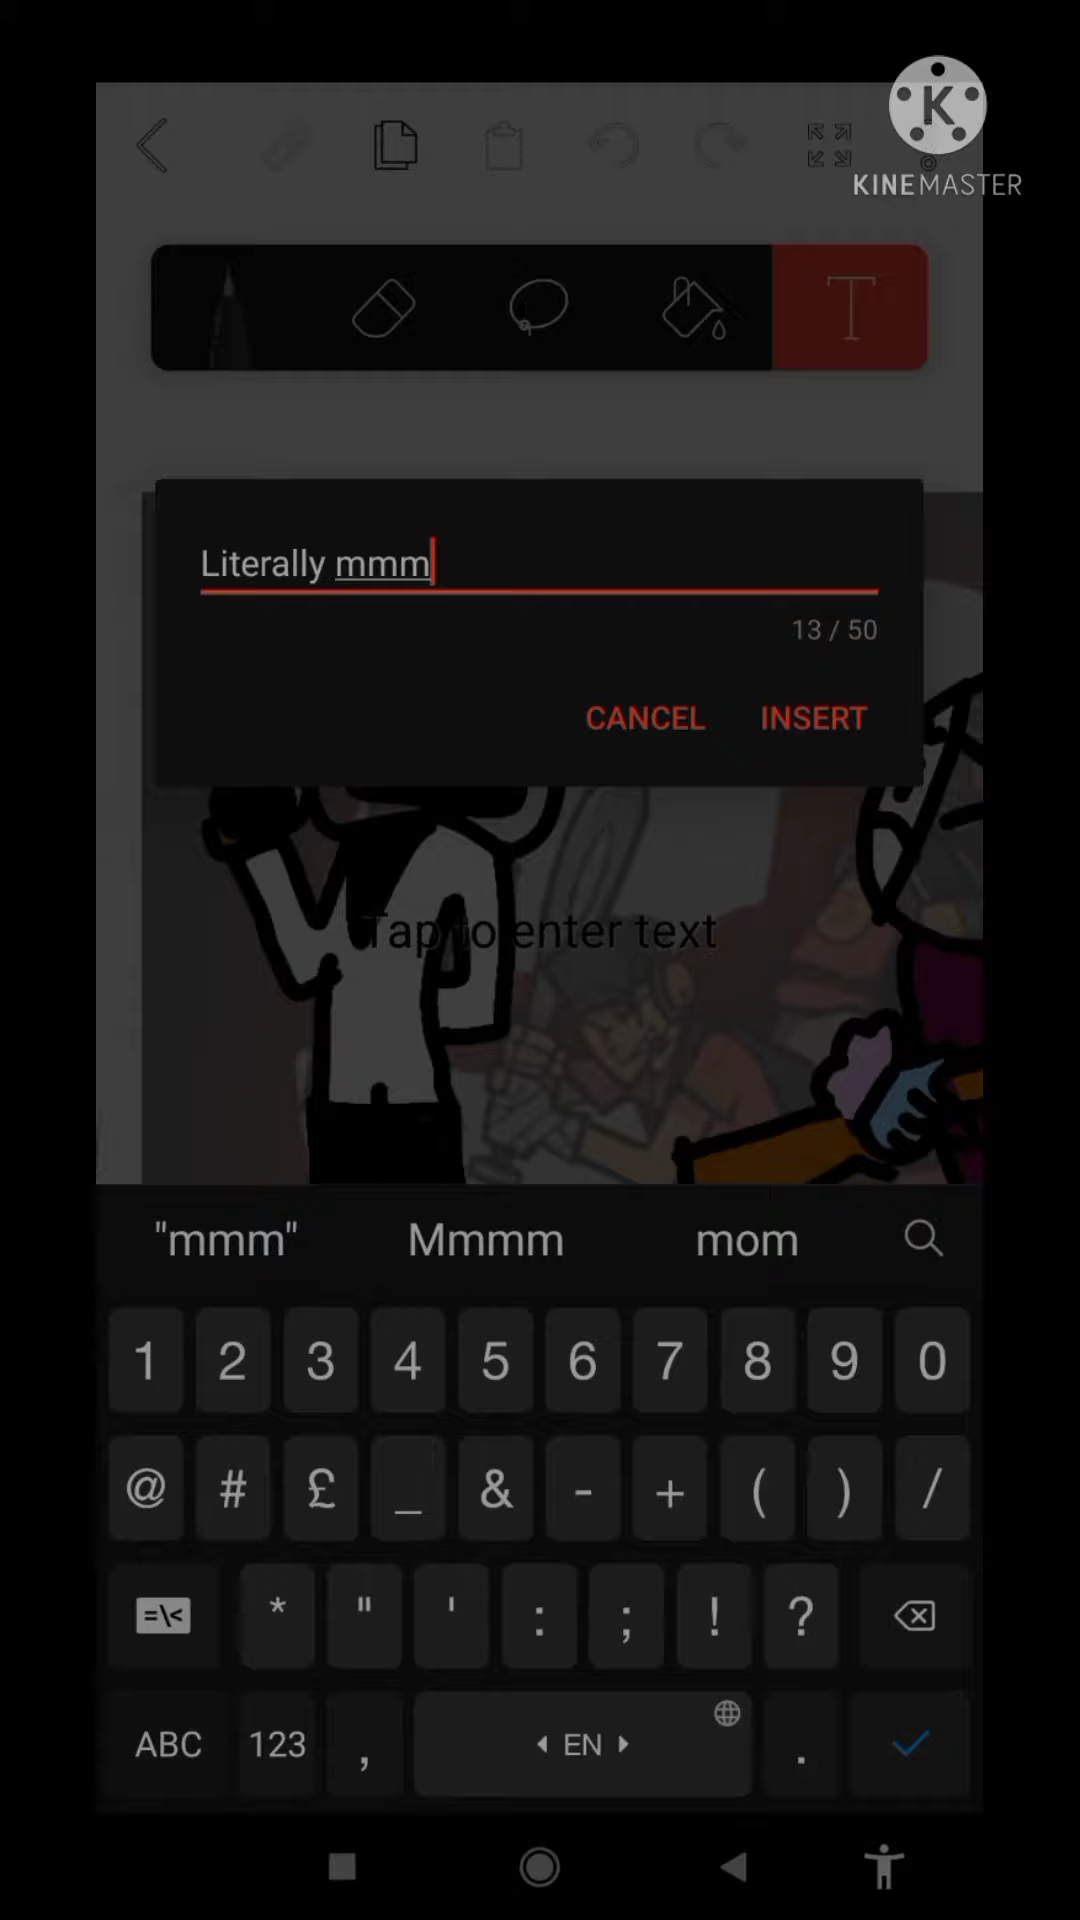 K
KINEMASTER
T
Literally mmm
13 / 50
CANCEL INSERT
Tap to enter text
"mmm" Mmmm mom
1 2 3 4 5 6 7 8 9 0
@ # £ _ & - + ( ) /
=\< * " ' : ; ! ?
ABC 123 , EN .